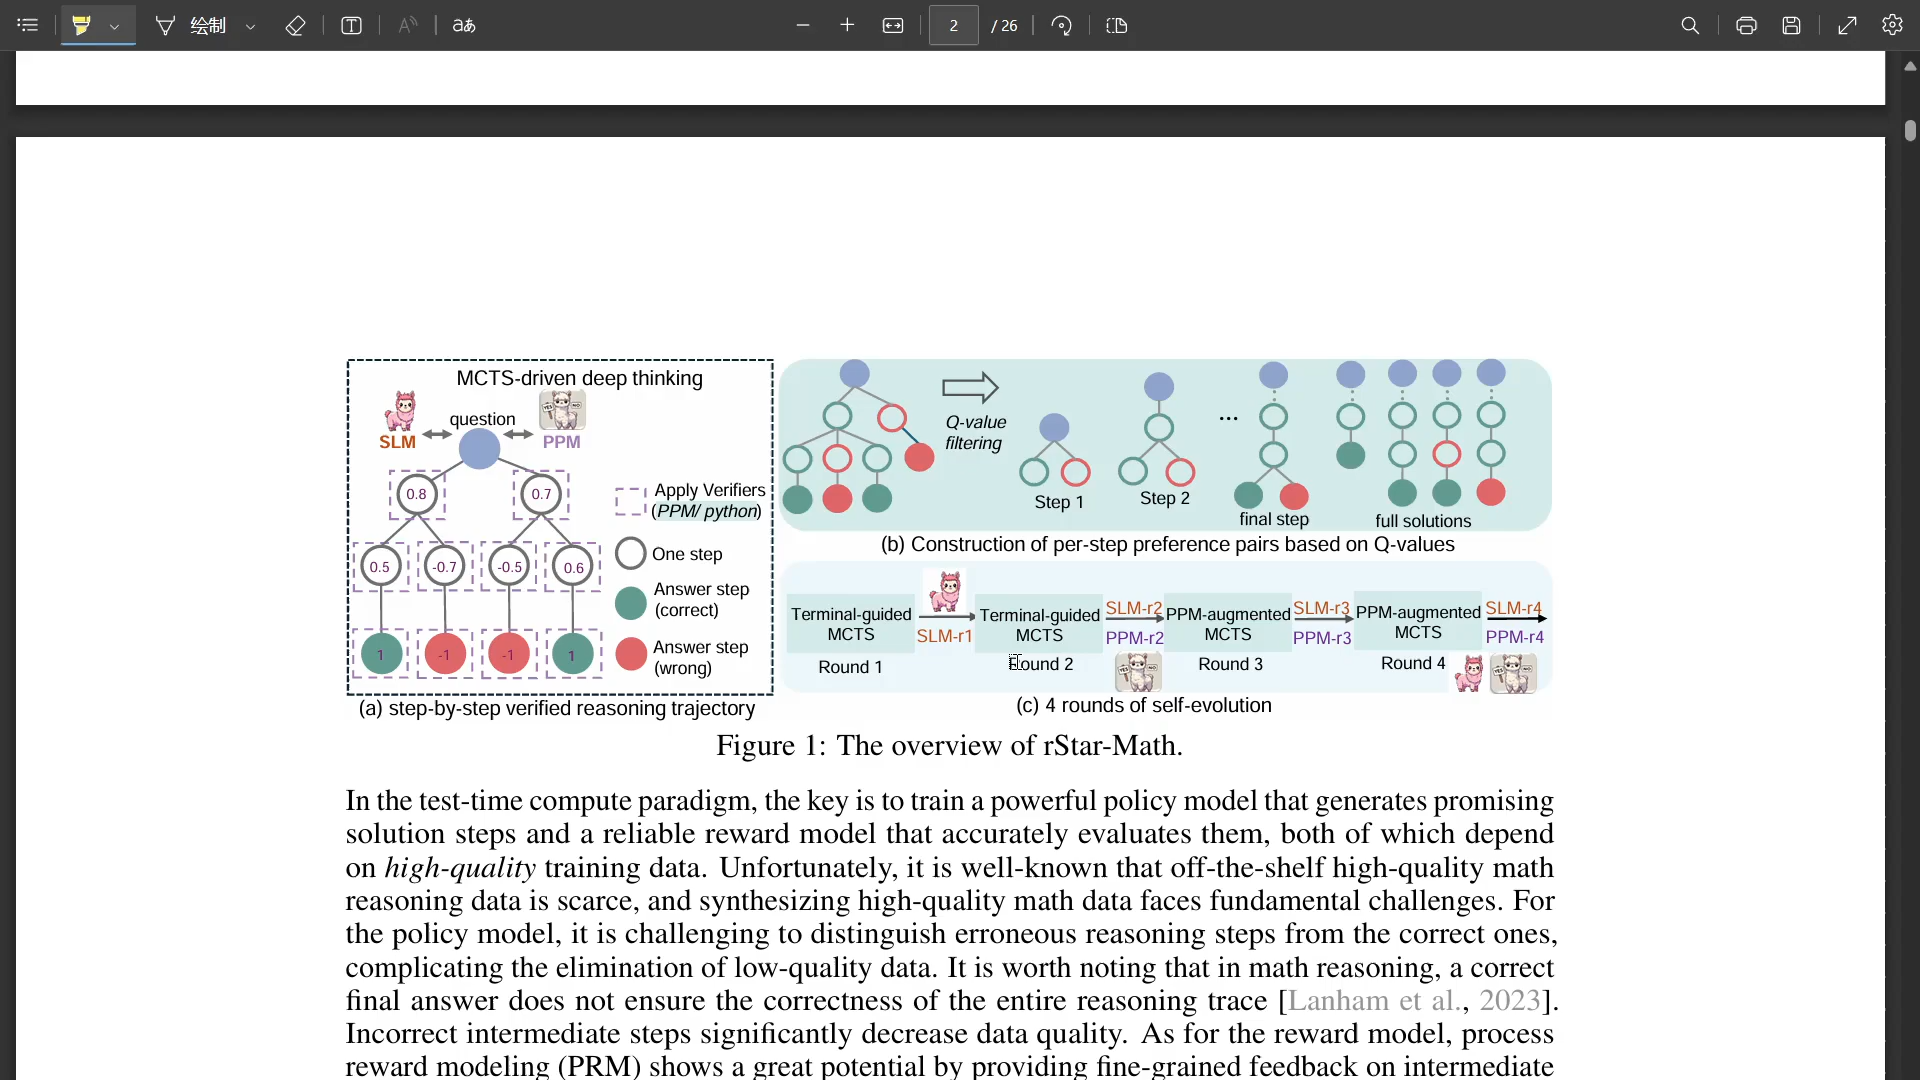 绘制
aあ
2 / 26
MCTS-driven deep thinking
question
SLM
PPM
YES NO
0.8
0.7
Apply Verifiers
(PPM/ python)
0.5
-0.7
-0.5
0.6
One step
Answer step
(correct)
1
-1
-1
1
Answer step
(wrong)
(a) step-by-step verified reasoning trajectory
Q-value
filtering
Step 1
Step 2
...
final step
full solutions
(b) Construction of per-step preference pairs based on Q-values
Terminal-guided
MCTS
Round 1
SLM-r1
Terminal-guided
MCTS
Round 2
SLM-r2
PPM-r2
YES NO
PPM-augmented
MCTS
Round 3
SLM-r3
PPM-r3
PPM-augmented
MCTS
Round 4
SLM-r4
PPM-r4
YES NO
(c) 4 rounds of self-evolution
Figure 1: The overview of rStar-Math.
In the test-time compute paradigm, the key is to train a powerful policy model that generates promising
solution steps and a reliable reward model that accurately evaluates them, both of which depend
on high-quality training data. Unfortunately, it is well-known that off-the-shelf high-quality math
reasoning data is scarce, and synthesizing high-quality math data faces fundamental challenges. For
the policy model, it is challenging to distinguish erroneous reasoning steps from the correct ones,
complicating the elimination of low-quality data. It is worth noting that in math reasoning, a correct
final answer does not ensure the correctness of the entire reasoning trace [Lanham et al., 2023].
Incorrect intermediate steps significantly decrease data quality. As for the reward model, process
reward modeling (PRM) shows a great potential by providing fine-grained feedback on intermediate